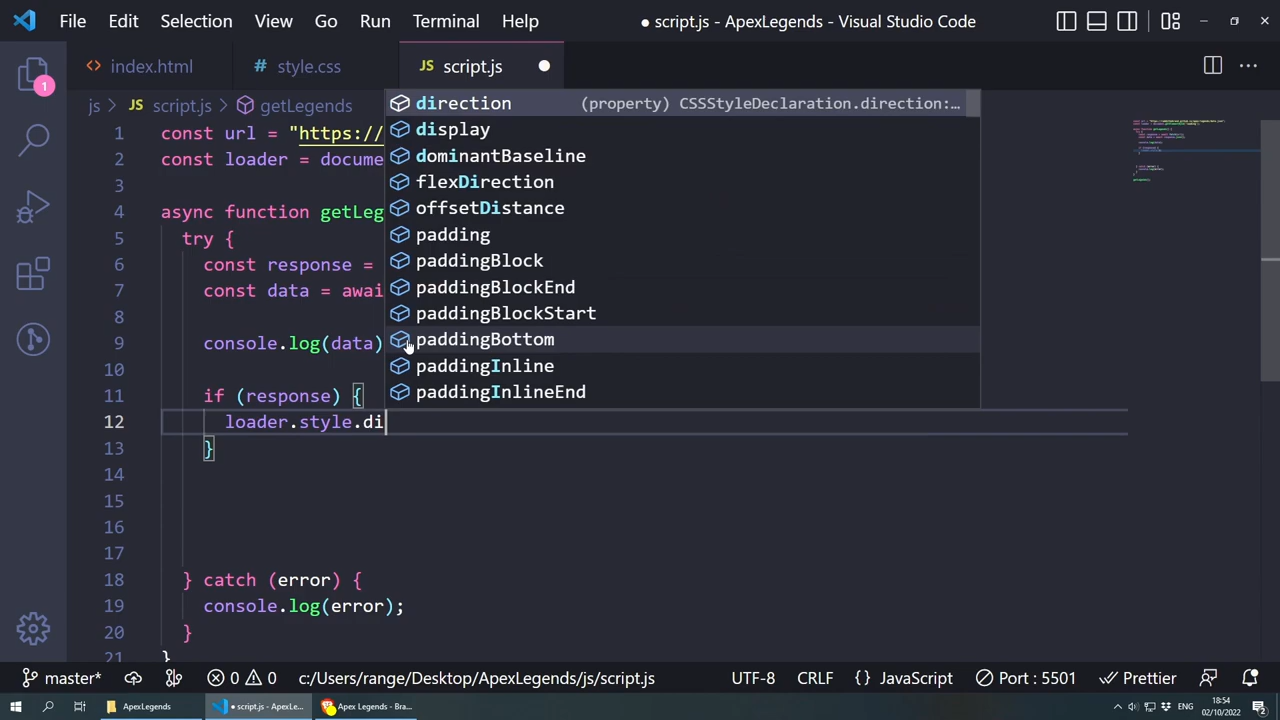 File Edit Selection View Go Run Terminal Help ● script.js - ApexLegends - Visual Studio Code
<> index.html # style.css JS script.js ●
js > JS script.js > getLegends
1 const url = "https://
2 const loader = docume
3
4 async function getLeg
5 try {
6 const response =
7 const data = awai
8
9 console.log(data)
10
11 if (response) {
12 loader.style.di
13 }
14
15
16
17
18 } catch (error) {
19 console.log(error);
20 }
21 }
direction (property) CSSStyleDeclaration.direction:…
display
dominantBaseline
flexDirection
offsetDistance
padding
paddingBlock
paddingBlockEnd
paddingBlockStart
paddingBottom
paddingInline
paddingInlineEnd
1
master* 0 0 c:/Users/range/Desktop/ApexLegends/js/script.js UTF-8 CRLF {} JavaScript Port : 5501 Prettier
ApexLegends ● script.js - ApexLe... Apex Legends - Bra... ENG 18:54
02/10/2022 2